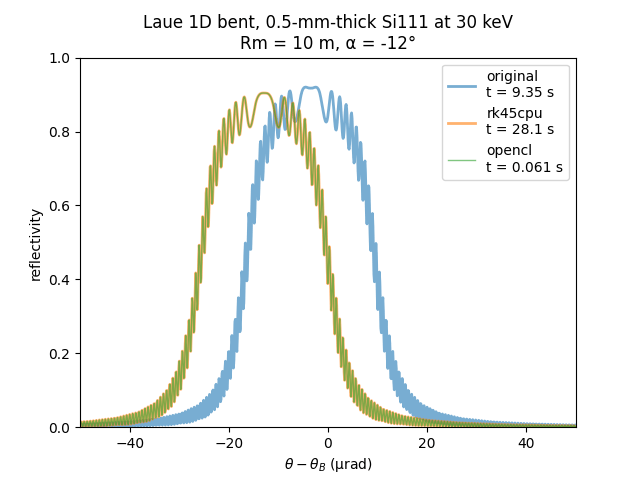 Laue 1D bent, 0.5-mm-thick Si111 at 30 keV
Rm = 10 m, α = -12°
original
t = 9.35 s
rk45cpu
t = 28.1 s
opencl
t = 0.061 s
reflectivity
1.0
0.8
0.6
0.4
0.2
0.0
−40 −20 0 20 40
θ − θ_B (μrad)